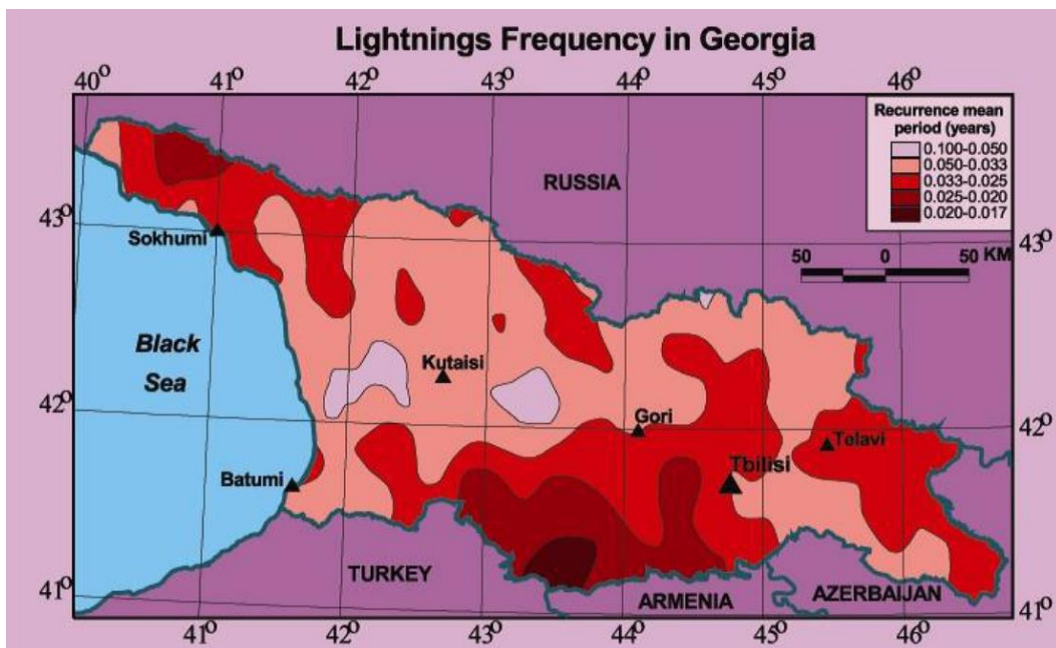 Lightnings Frequency in Georgia
40° 41° 42° 43° 44° 45° 46°
Recurrence mean
period (years)
0.100-0.050
0.050-0.033
0.033-0.025
0.025-0.020
0.020-0.017
RUSSIA
43°
43°
Sokhumi
50 0 50 KM
Black
Sea
Kutaisi
42°
Gori
42°
Telavi
Tbilisi
Batumi
TURKEY
41°
ARMENIA
AZERBAIJAN
41°
41° 42° 43° 44° 45° 46°